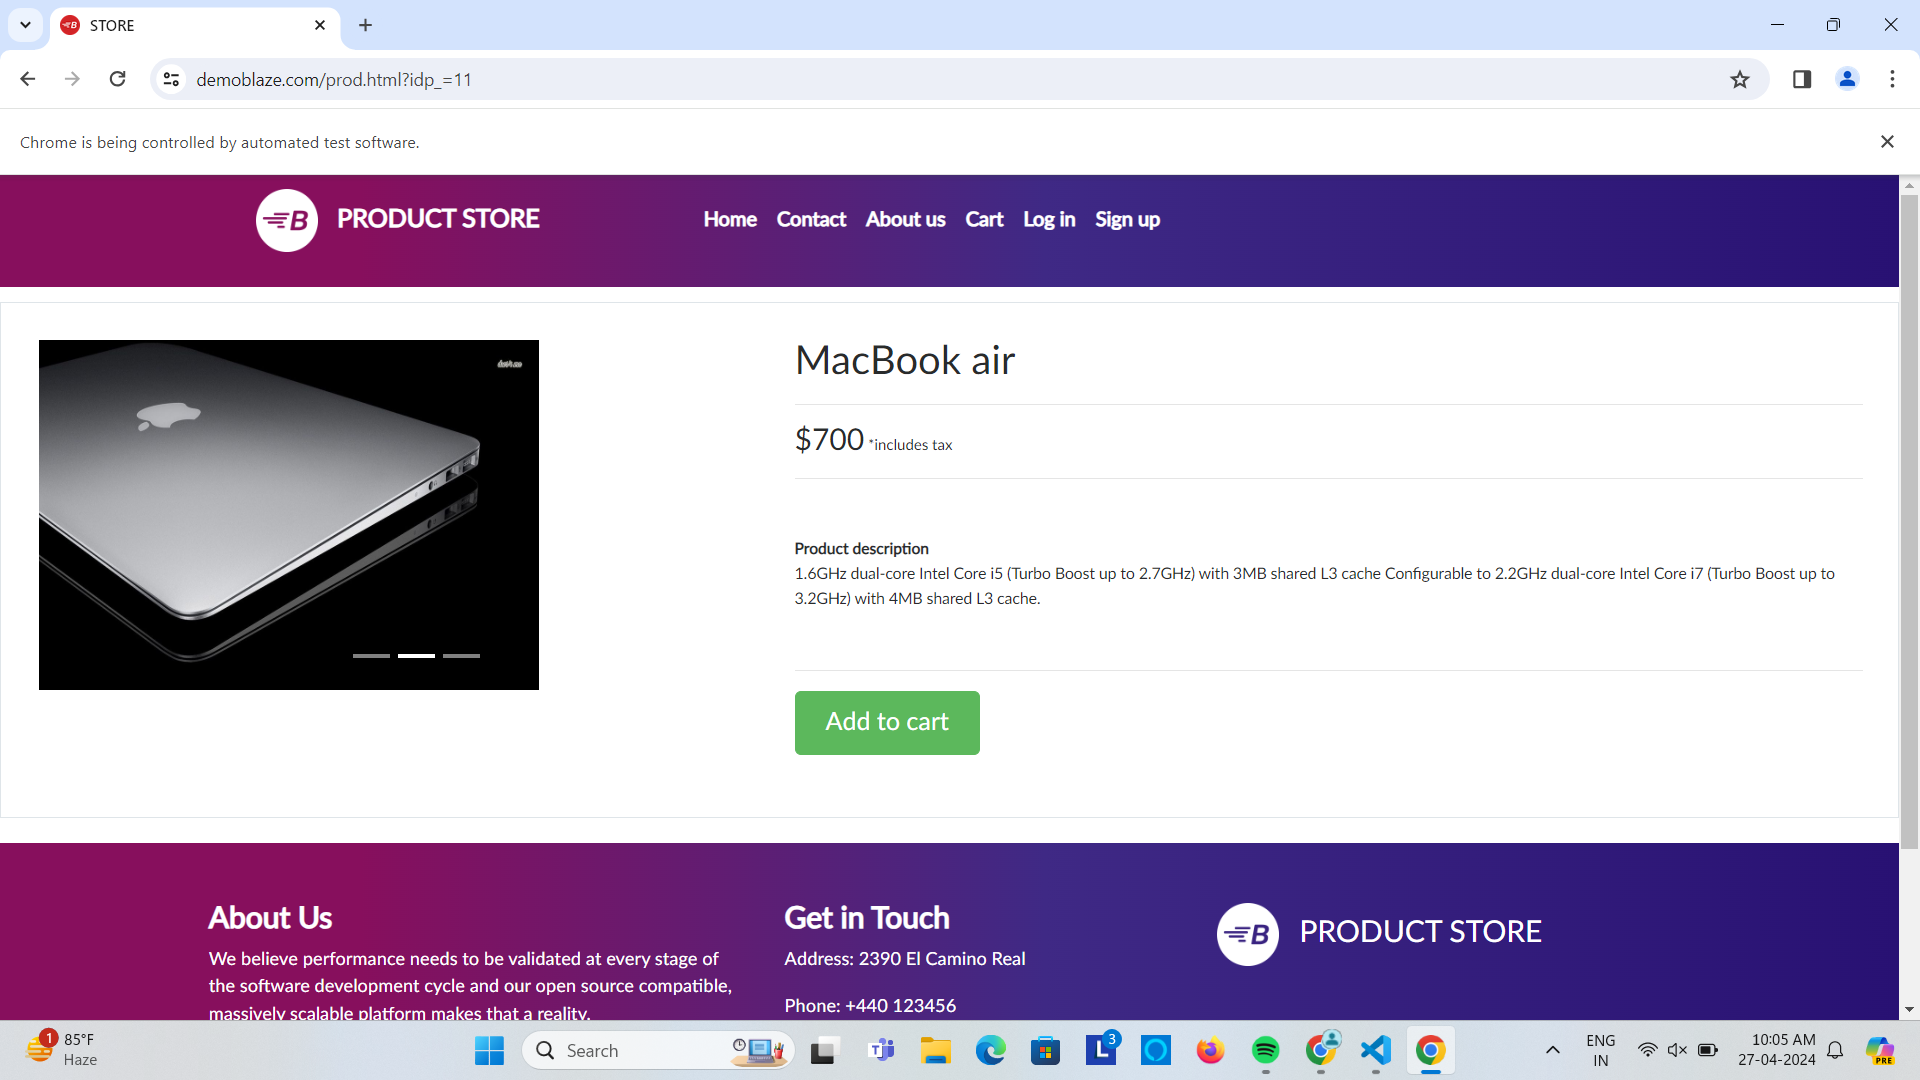 STORE
demoblaze.com/prod.html?idp_=11
Chrome is being controlled by automated test software.
B PRODUCT STORE Home Contact About us Cart Log in Sign up
MacBook air
$700 *includes tax
Product description
1.6GHz dual-core Intel Core i5 (Turbo Boost up to 2.7GHz) with 3MB shared L3 cache Configurable to 2.2GHz dual-core Intel Core i7 (Turbo Boost up to
3.2GHz) with 4MB shared L3 cache.
Add to cart
About Us
We believe performance needs to be validated at every stage of
the software development cycle and our open source compatible,
massively scalable platform makes that a reality.
Get in Touch
Address: 2390 El Camino Real
Phone: +440 123456
B PRODUCT STORE
1 85°F
Haze
Search
L 3
ENG
IN
10:05 AM
27-04-2024
PRE